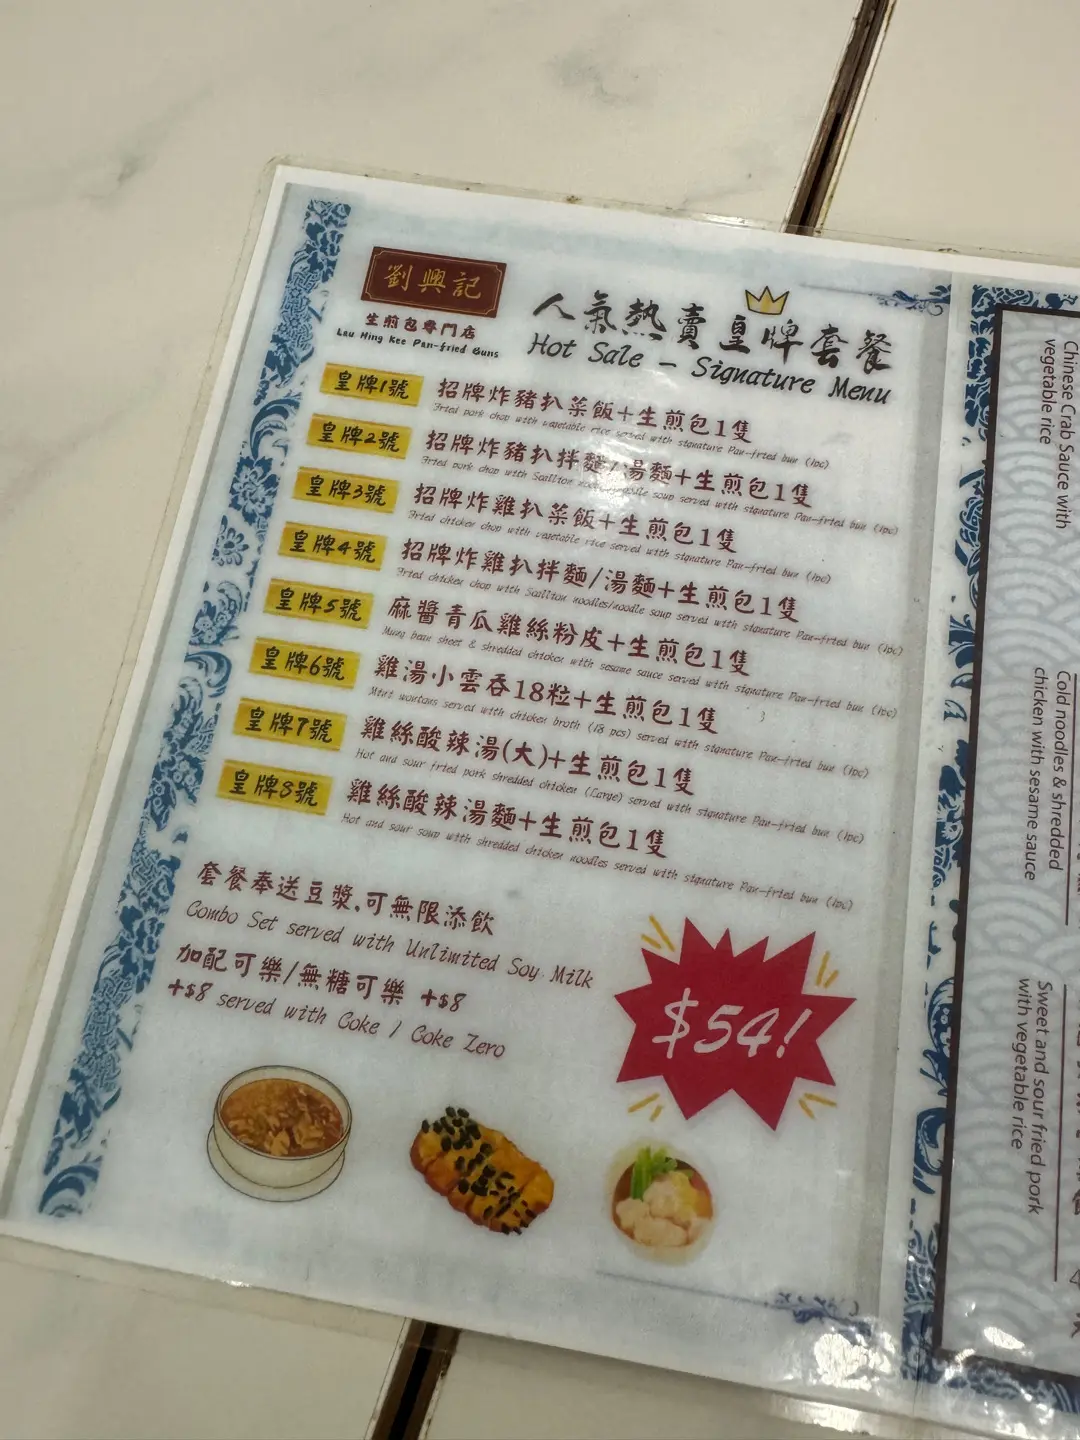 劉興記
生煎包專門店
Lau Hing Kee Pan-fried Buns
人氣熱賣皇牌套餐
Hot Sale - Signature Menu
皇牌1號 招牌炸豬扒菜飯+生煎包1隻
Fried pork chop with vegetable rice served with signature Pan-fried bun (1pc)
皇牌2號 招牌炸豬扒拌麵/湯麵+生煎包1隻
Fried pork chop with Scallion noodles/noodle soup served with signature Pan-fried bun (1pc)
皇牌3號 招牌炸雞扒菜飯+生煎包1隻
Fried chicken chop with vegetable rice served with signature Pan-fried bun (1pc)
皇牌4號 招牌炸雞扒拌麵/湯麵+生煎包1隻
Fried chicken chop with Scallion noodles/noodle soup served with signature Pan-fried bun (1pc)
皇牌5號 麻醬青瓜雞絲粉皮+生煎包1隻
Mung bean sheet & shredded chicken with sesame sauce served with signature Pan-fried bun (1pc)
皇牌6號 雞湯小雲吞18粒+生煎包1隻
Mini wontons served with chicken broth (18 pcs) served with signature Pan-fried bun (1pc)
皇牌7號 雞絲酸辣湯(大)+生煎包1隻
Hot and sour fried pork shredded chicken (Large) served with signature Pan-fried bun (1pc)
皇牌8號 雞絲酸辣湯麵+生煎包1隻
Hot and sour soup with shredded chicken noodles served with signature Pan-fried bun (1pc)
套餐奉送豆漿,可無限添飲
Combo Set served with Unlimited Soy Milk
加配可樂/無糖可樂 +$8
+$8 served with Coke / Coke Zero
$54!
Chinese Crab Sauce with
vegetable rice
Cold noodles & shredded
chicken with sesame sauce
Sweet and sour fried pork
with vegetable rice